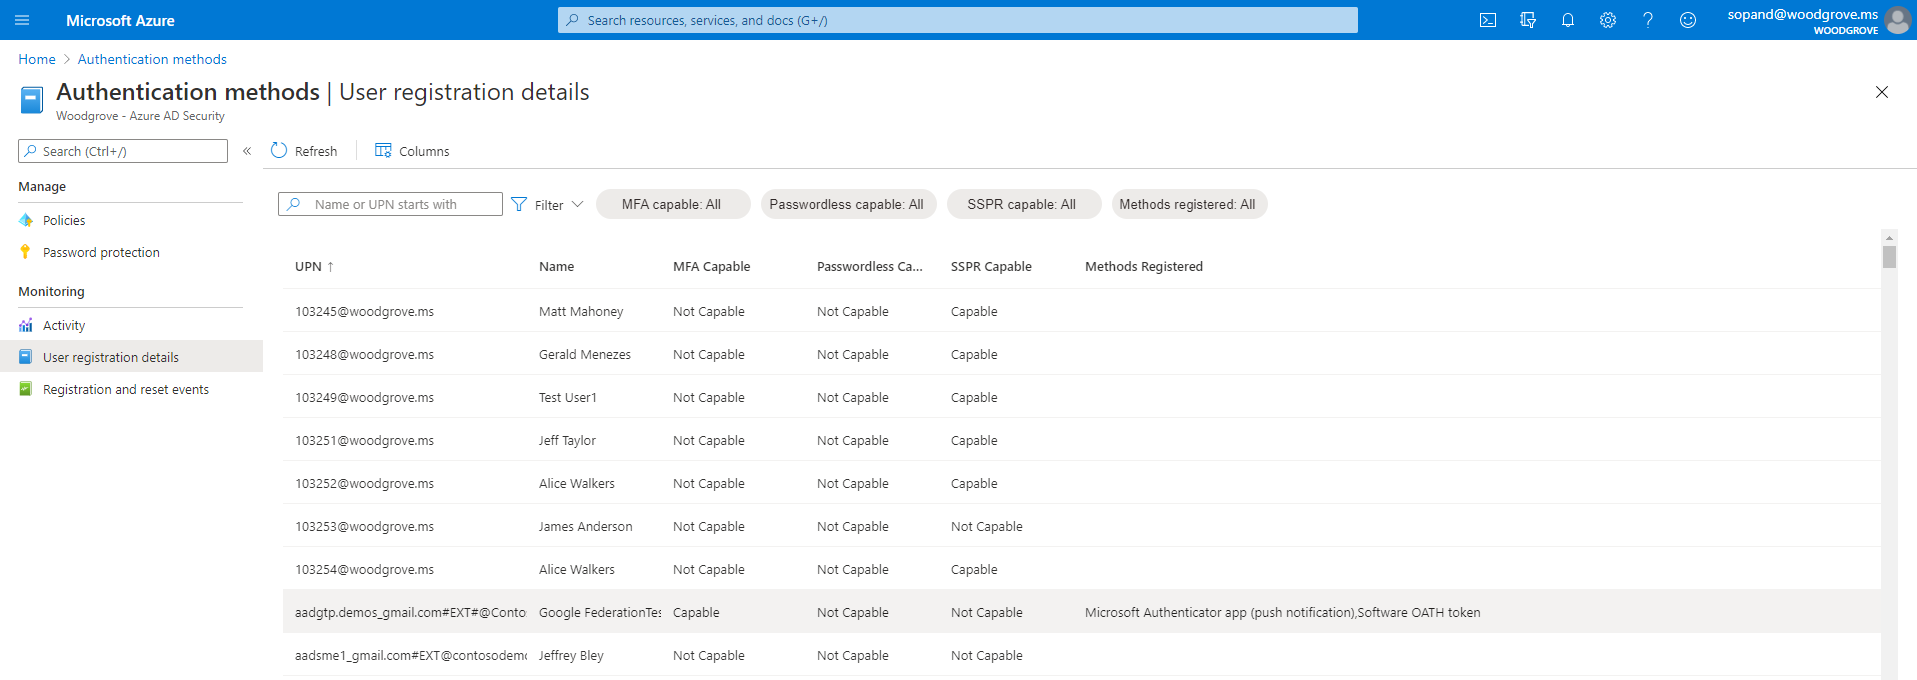 Microsoft Azure
Search resources, services, and docs (G+/)
sopand@woodgrove.ms
WOODGROVE
Home > Authentication methods
Authentication methods | User registration details
Woodgrove - Azure AD Security
Search (Ctrl+/)
«
Refresh
Columns
Manage
Policies
Password protection
Monitoring
Activity
User registration details
Registration and reset events
Name or UPN starts with
Filter
MFA capable: All
Passwordless capable: All
SSPR capable: All
Methods registered: All
UPN ↑ Name MFA Capable Passwordless Ca... SSPR Capable Methods Registered
103245@woodgrove.ms Matt Mahoney Not Capable Not Capable Capable
103248@woodgrove.ms Gerald Menezes Not Capable Not Capable Capable
103249@woodgrove.ms Test User1 Not Capable Not Capable Capable
103251@woodgrove.ms Jeff Taylor Not Capable Not Capable Capable
103252@woodgrove.ms Alice Walkers Not Capable Not Capable Capable
103253@woodgrove.ms James Anderson Not Capable Not Capable Not Capable
103254@woodgrove.ms Alice Walkers Not Capable Not Capable Capable
aadgtp.demos_gmail.com#EXT#@Conto Google FederationTes Capable Not Capable Not Capable Microsoft Authenticator app (push notification),Software OATH token
aadsme1_gmail.com#EXT@contosodem Jeffrey Bley Not Capable Not Capable Not Capable